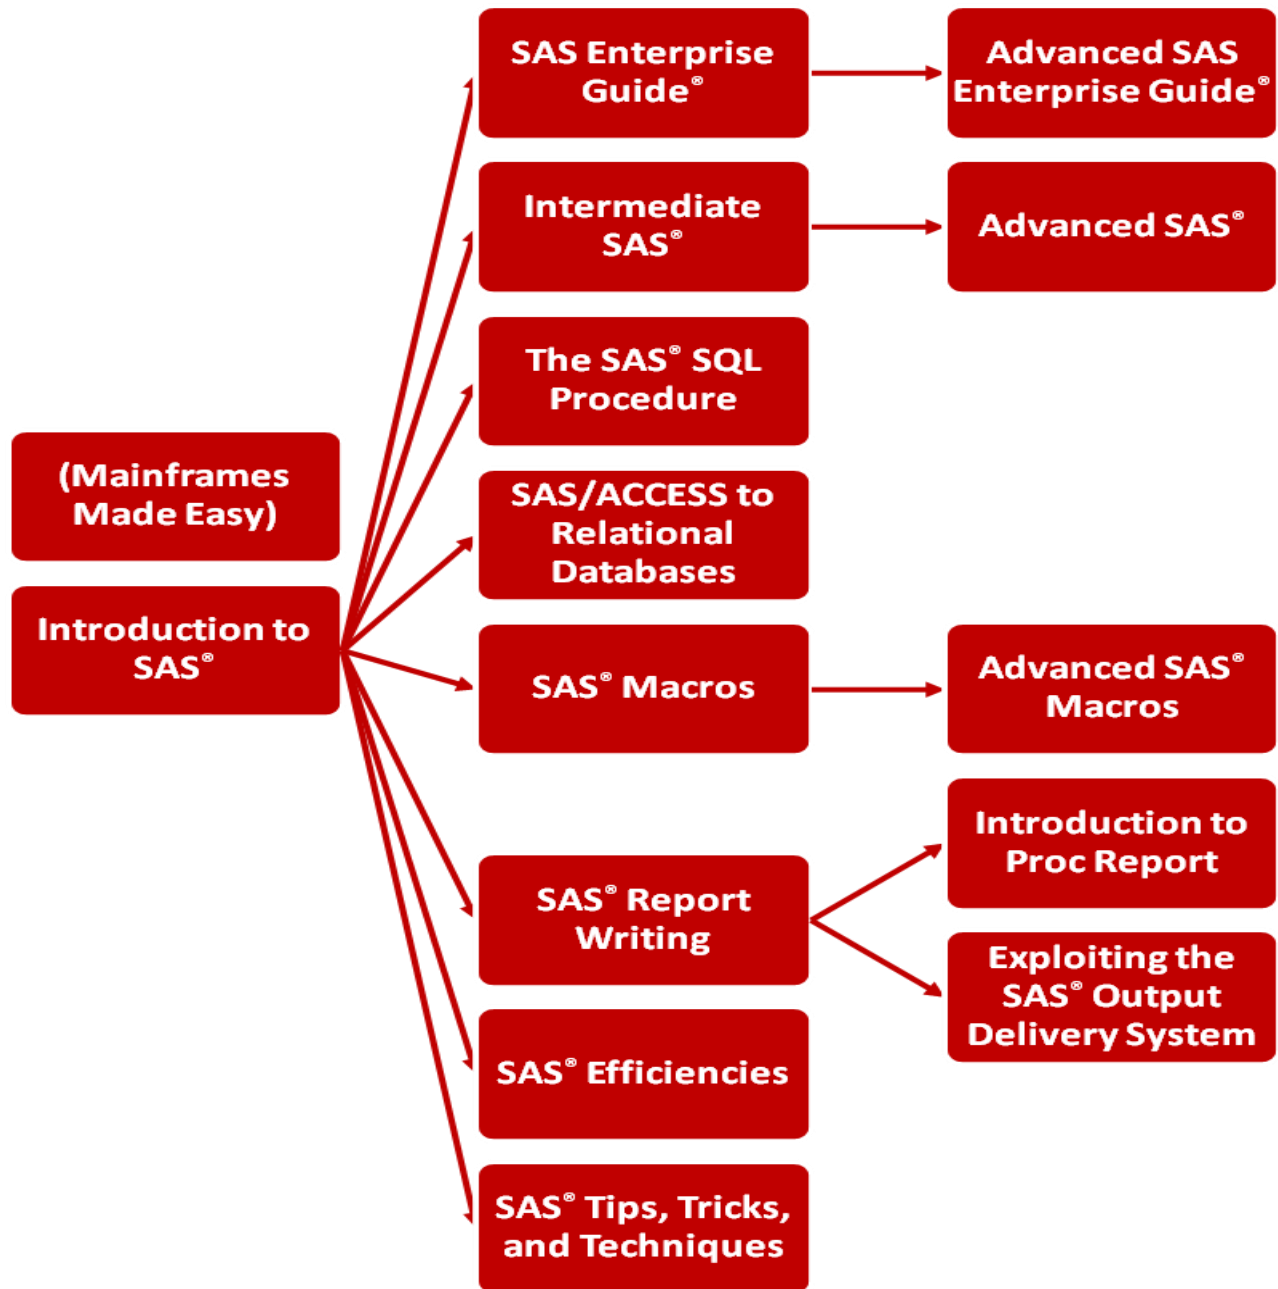 SAS Enterprise
Guide®
Advanced SAS
Enterprise Guide®
Intermediate
SAS®
Advanced SAS®
The SAS® SQL
Procedure
(Mainframes
Made Easy)
SAS/ACCESS to
Relational
Databases
Introduction to
SAS®
SAS® Macros
Advanced SAS®
Macros
Introduction to
Proc Report
SAS® Report
Writing
Exploiting the
SAS® Output
Delivery System
SAS® Efficiencies
SAS® Tips, Tricks,
and Techniques